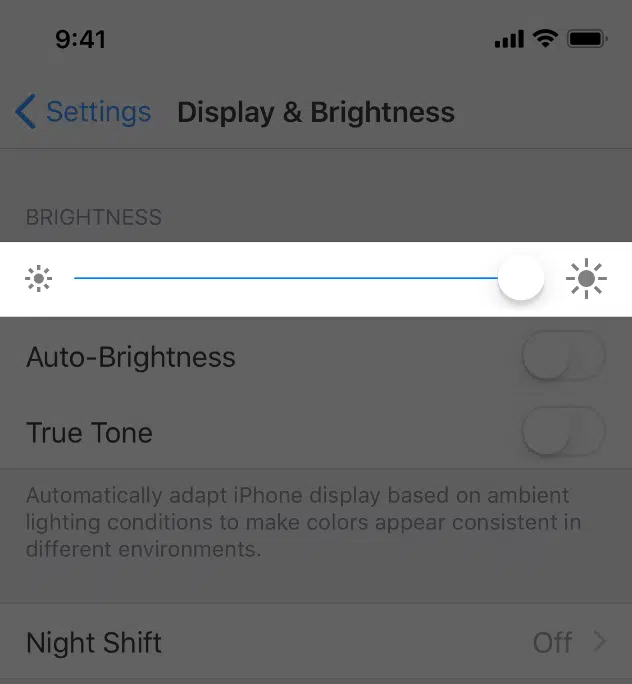 9:41
Settings
Display & Brightness
BRIGHTNESS
Auto-Brightness
True Tone
Automatically adapt iPhone display based on ambient
lighting conditions to make colors appear consistent in
different environments.
Night Shift
Off